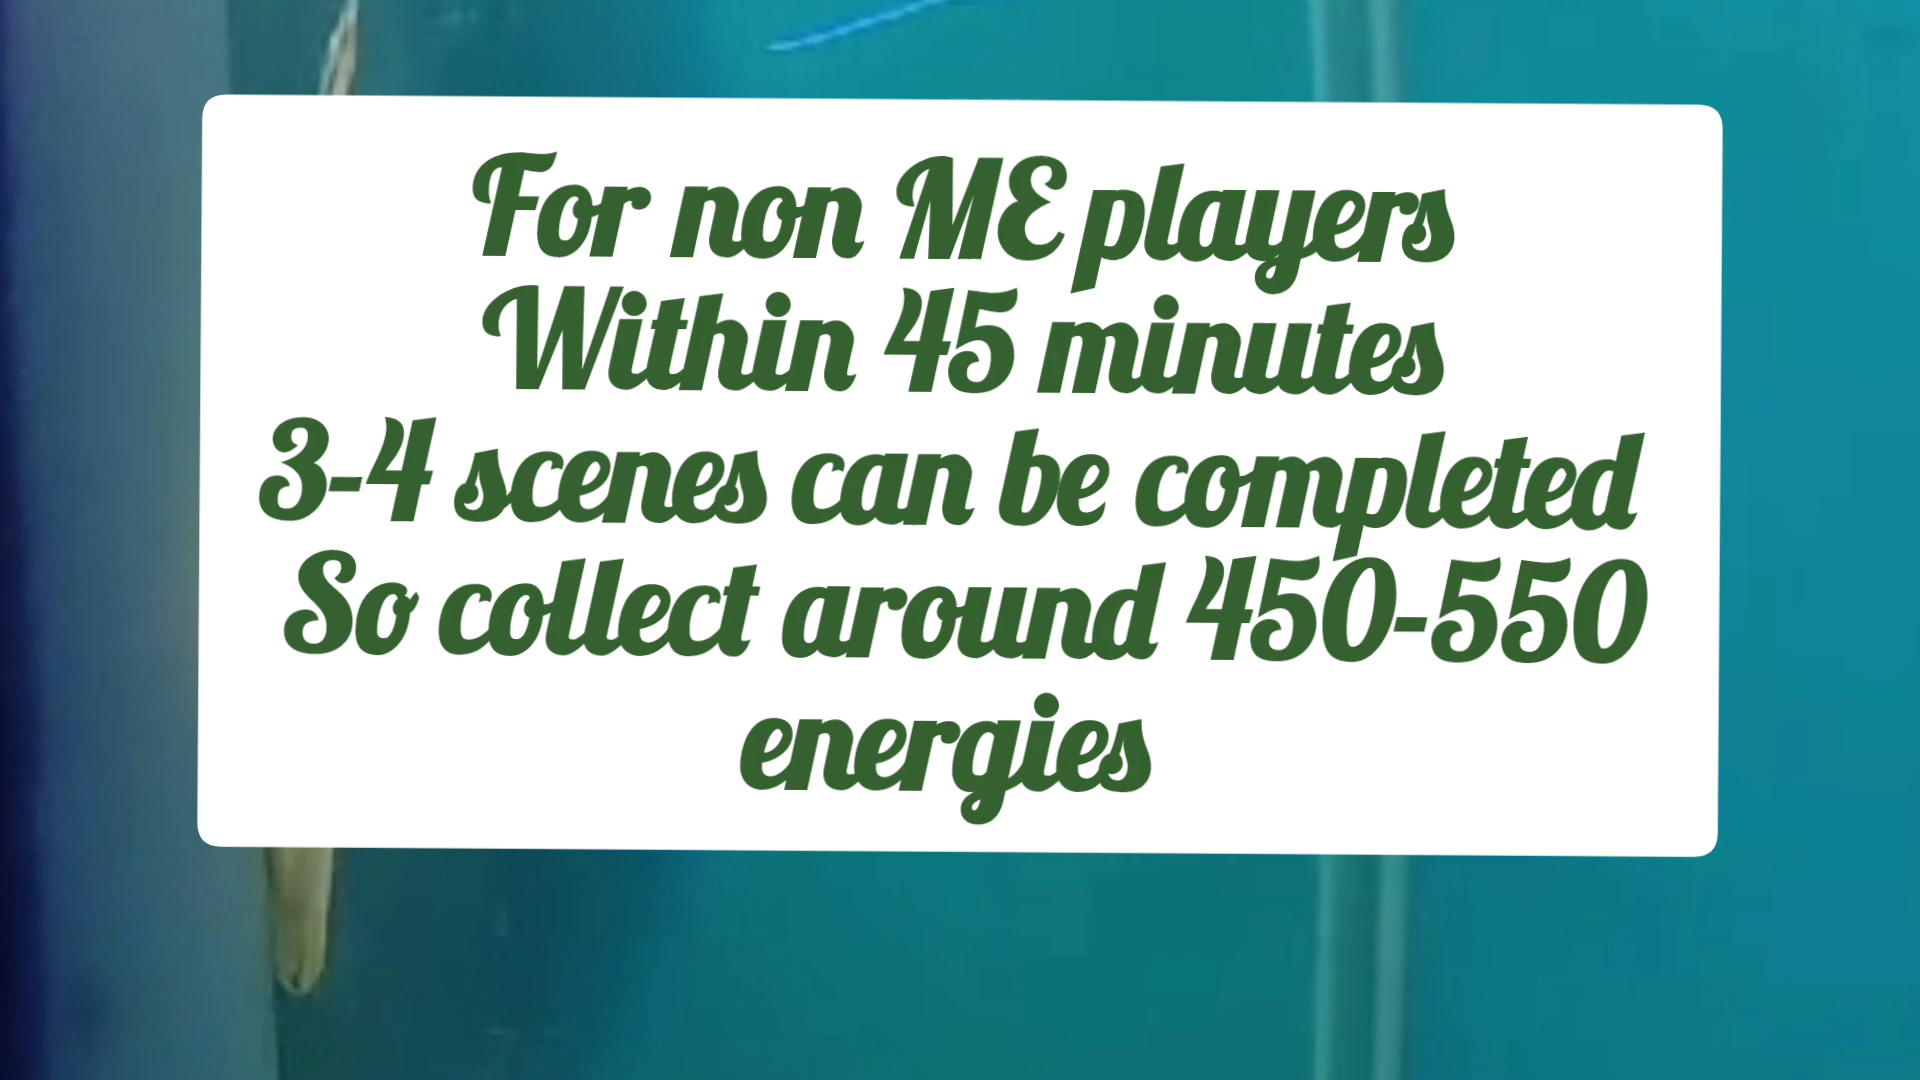 For non ME players
Within 45 minutes
3-4 scenes can be completed
So collect around 450-550
energies